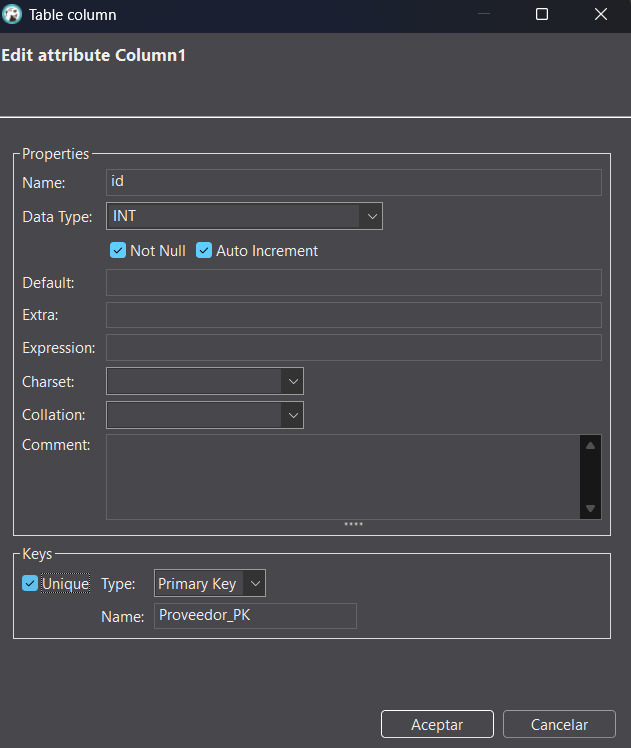 Table column
Edit attribute Column1
Properties
Name: id
Data Type: INT
Not Null Auto Increment
Default:
Extra:
Expression:
Charset:
Collation:
Comment:
Keys
Unique Type: Primary Key
Name: Proveedor_PK
Aceptar Cancelar